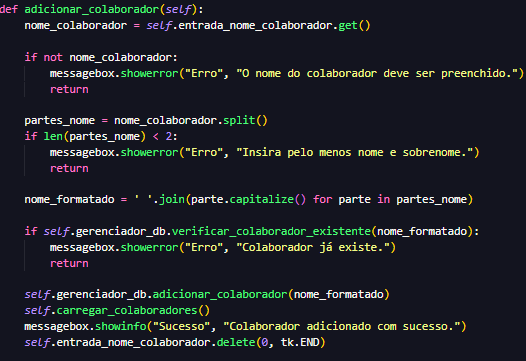 def adicionar_colaborador(self):
    nome_colaborador = self.entrada_nome_colaborador.get()

    if not nome_colaborador:
        messagebox.showerror("Erro", "O nome do colaborador deve ser preenchido.")
        return

    partes_nome = nome_colaborador.split()
    if len(partes_nome) < 2:
        messagebox.showerror("Erro", "Insira pelo menos nome e sobrenome.")
        return

    nome_formatado = ' '.join(parte.capitalize() for parte in partes_nome)

    if self.gerenciador_db.verificar_colaborador_existente(nome_formatado):
        messagebox.showerror("Erro", "Colaborador já existe.")
        return

    self.gerenciador_db.adicionar_colaborador(nome_formatado)
    self.carregar_colaboradores()
    messagebox.showinfo("Sucesso", "Colaborador adicionado com sucesso.")
    self.entrada_nome_colaborador.delete(0, tk.END)